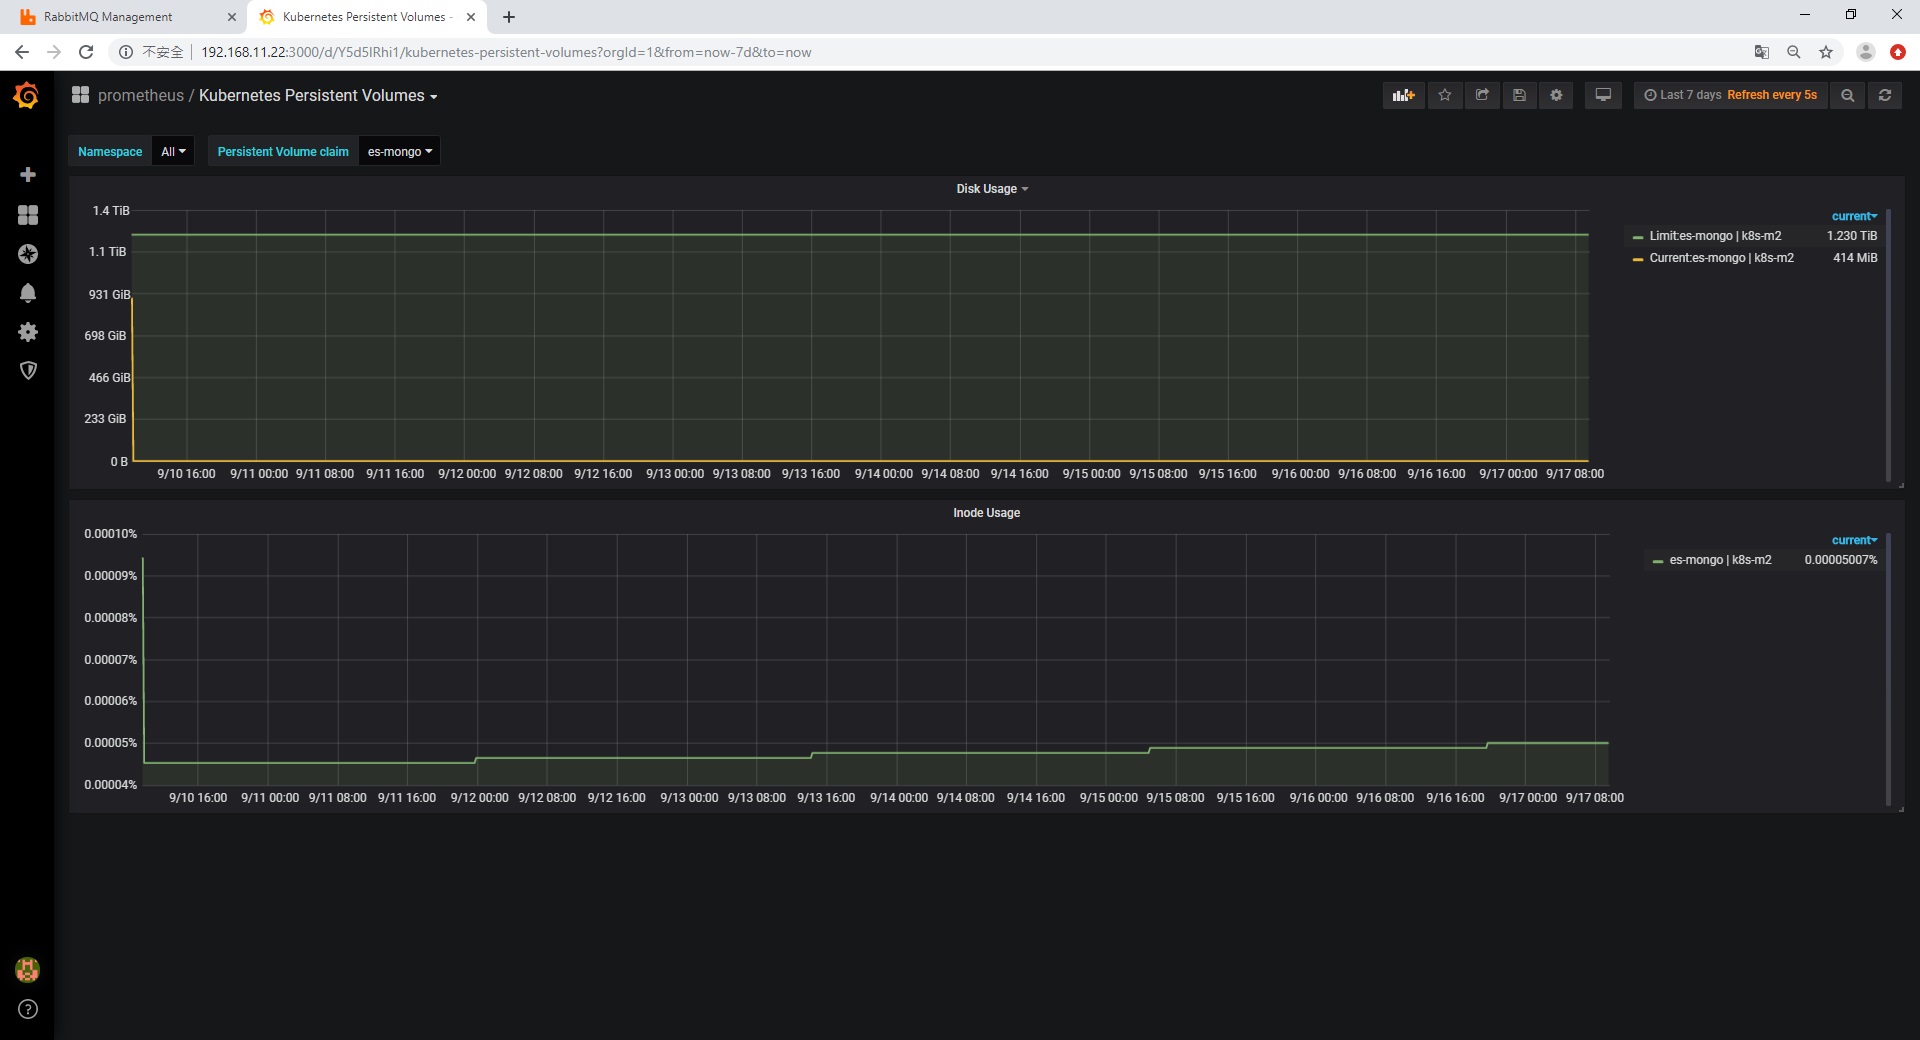 RabbitMQ Management
Kubernetes Persistent Volumes -
不安全
192.168.11.22:3000/d/Y5d5IRhi1/kubernetes-persistent-volumes?orgId=1&from=now-7d&to=now
prometheus / Kubernetes Persistent Volumes
Last 7 days Refresh every 5s
Namespace All Persistent Volume claim es-mongo
Disk Usage
1.4 TiB
1.1 TiB
931 GiB
698 GiB
466 GiB
233 GiB
0 B
9/10 16:00 9/11 00:00 9/11 08:00 9/11 16:00 9/12 00:00 9/12 08:00 9/12 16:00 9/13 00:00 9/13 08:00 9/13 16:00 9/14 00:00 9/14 08:00 9/14 16:00 9/15 00:00 9/15 08:00 9/15 16:00 9/16 00:00 9/16 08:00 9/16 16:00 9/17 00:00 9/17 08:00
current
Limit:es-mongo | k8s-m2 1.230 TiB
Current:es-mongo | k8s-m2 414 MiB
Inode Usage
0.00010%
0.00009%
0.00008%
0.00007%
0.00006%
0.00005%
0.00004%
9/10 16:00 9/11 00:00 9/11 08:00 9/11 16:00 9/12 00:00 9/12 08:00 9/12 16:00 9/13 00:00 9/13 08:00 9/13 16:00 9/14 00:00 9/14 08:00 9/14 16:00 9/15 00:00 9/15 08:00 9/15 16:00 9/16 00:00 9/16 08:00 9/16 16:00 9/17 00:00 9/17 08:00
current
es-mongo | k8s-m2 0.00005007%